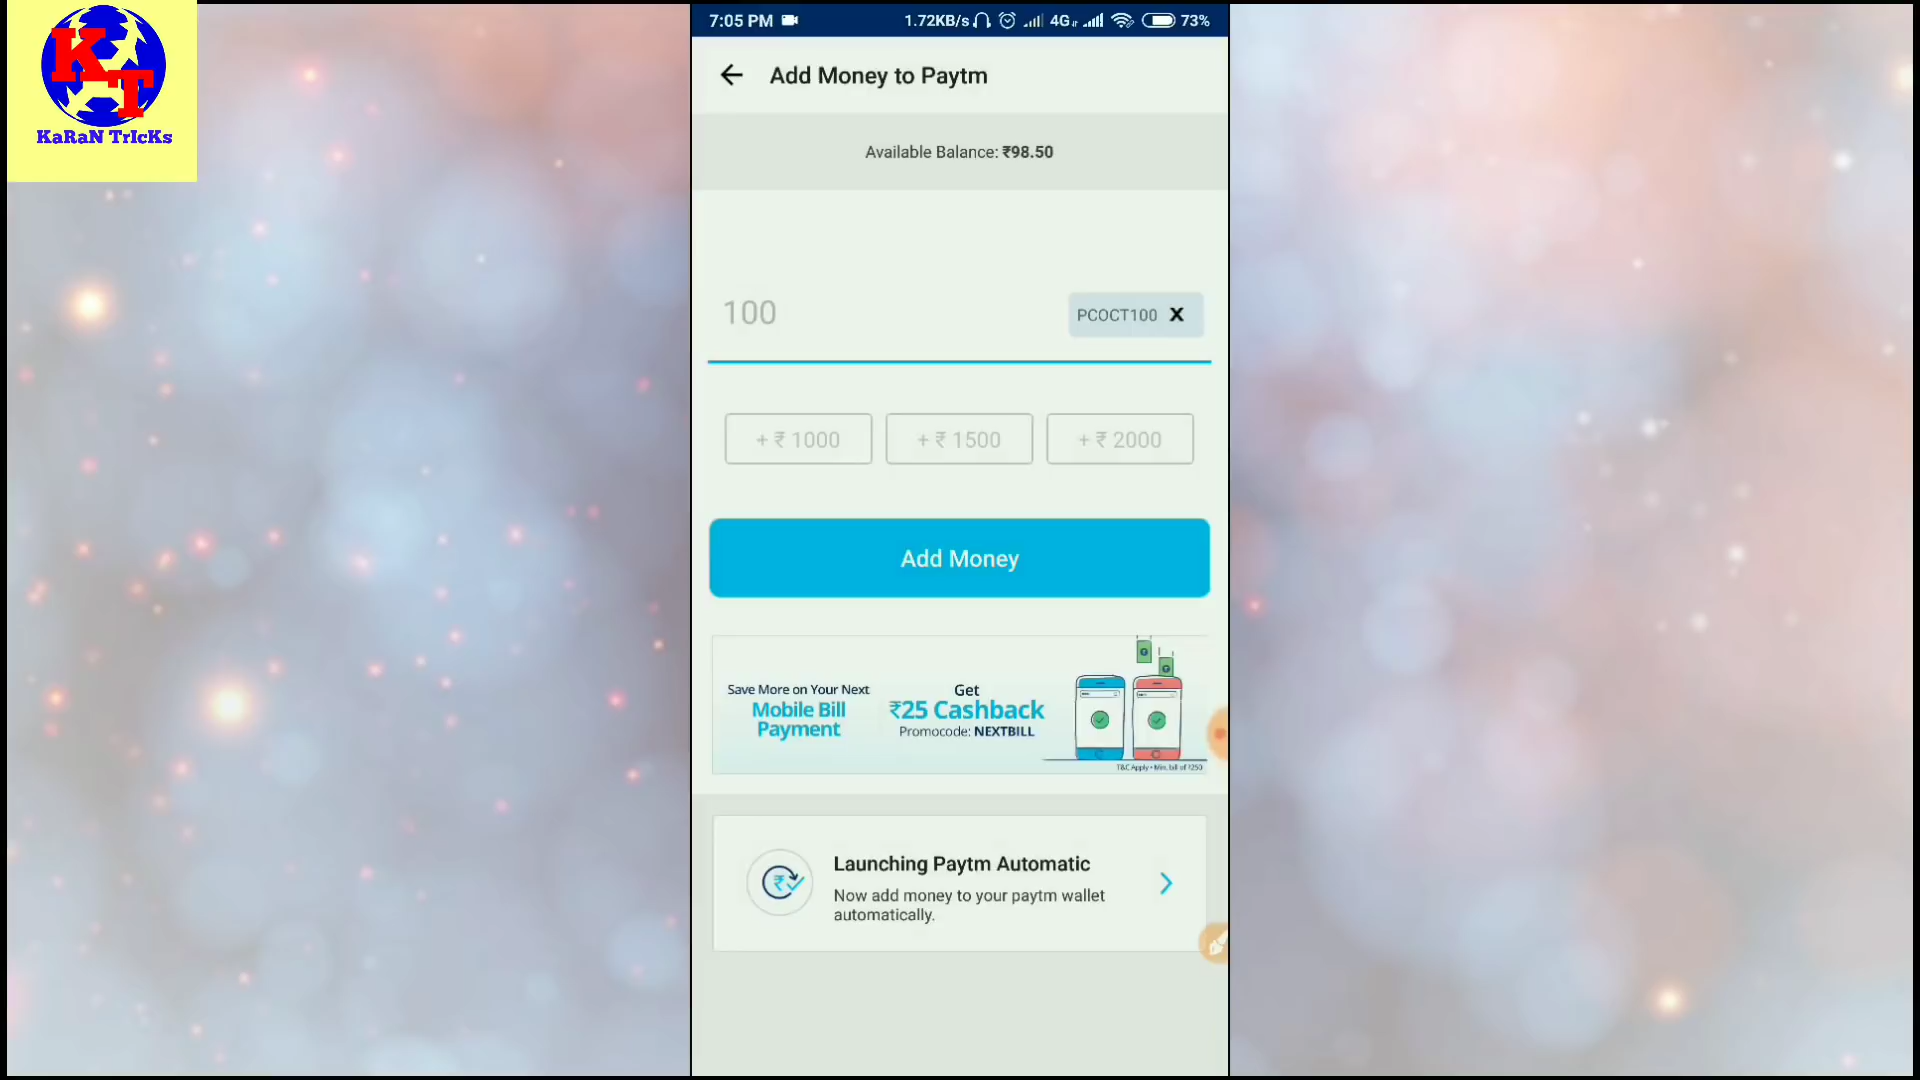 KT
KaRaN TrIcKs
7:05 PM 1.72KB/s 4G 73%
Add Money to Paytm
Available Balance: ₹98.50
100 PCOCT100 X
+ ₹ 1000 + ₹ 1500 + ₹ 2000
Add Money
Save More on Your Next
Mobile Bill
Payment
Get
₹25 Cashback
Promocode: NEXTBILL
T&C Apply • Min. bill of ₹250
Launching Paytm Automatic
Now add money to your paytm wallet
automatically.